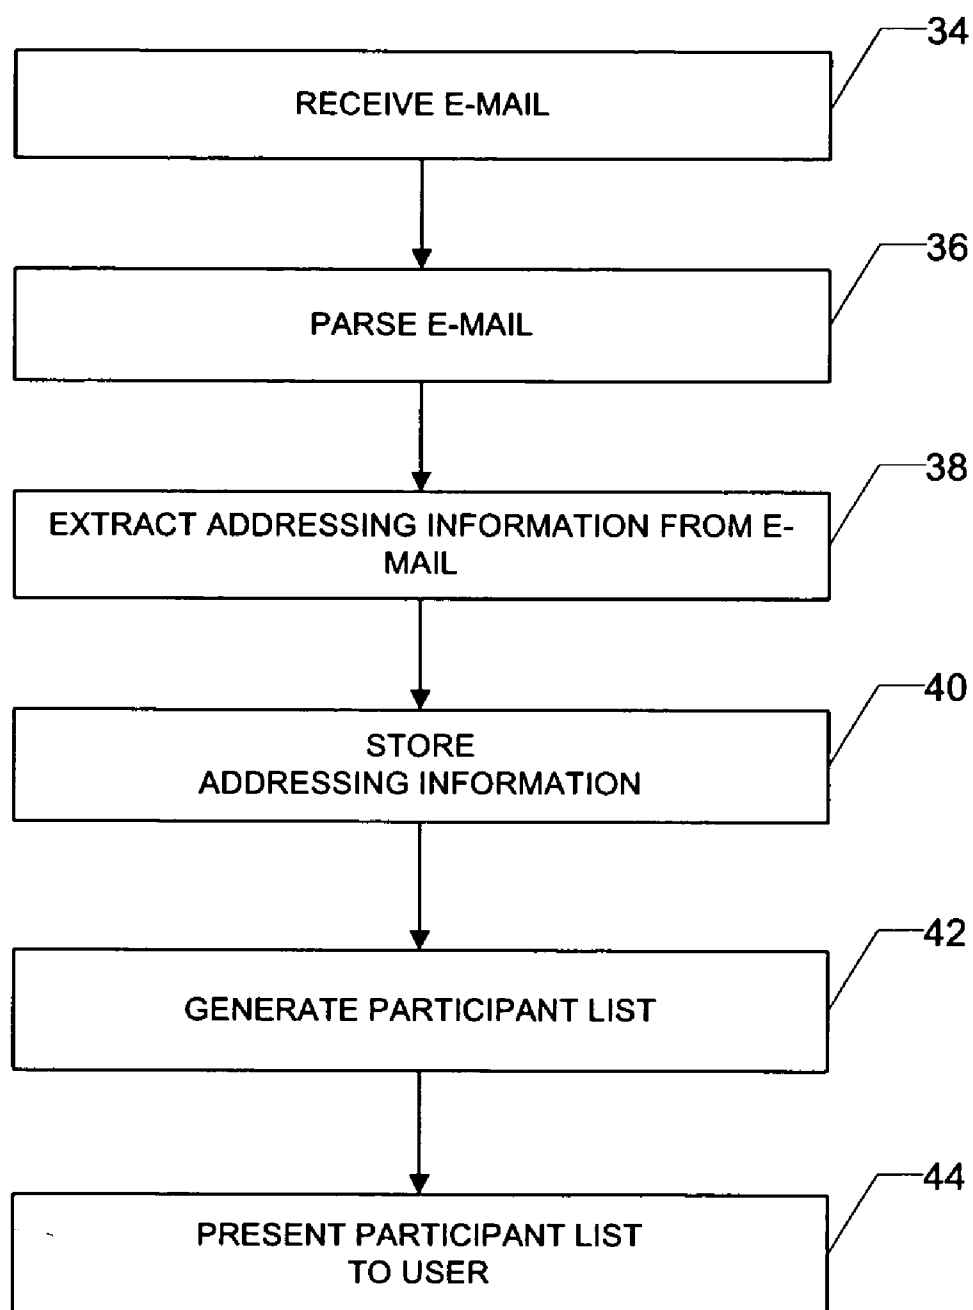 34
RECEIVE E-MAIL
36
PARSE E-MAIL
38
EXTRACT ADDRESSING INFORMATION FROM E-
MAIL
40
STORE
ADDRESSING INFORMATION
42
GENERATE PARTICIPANT LIST
44
PRESENT PARTICIPANT LIST
TO USER